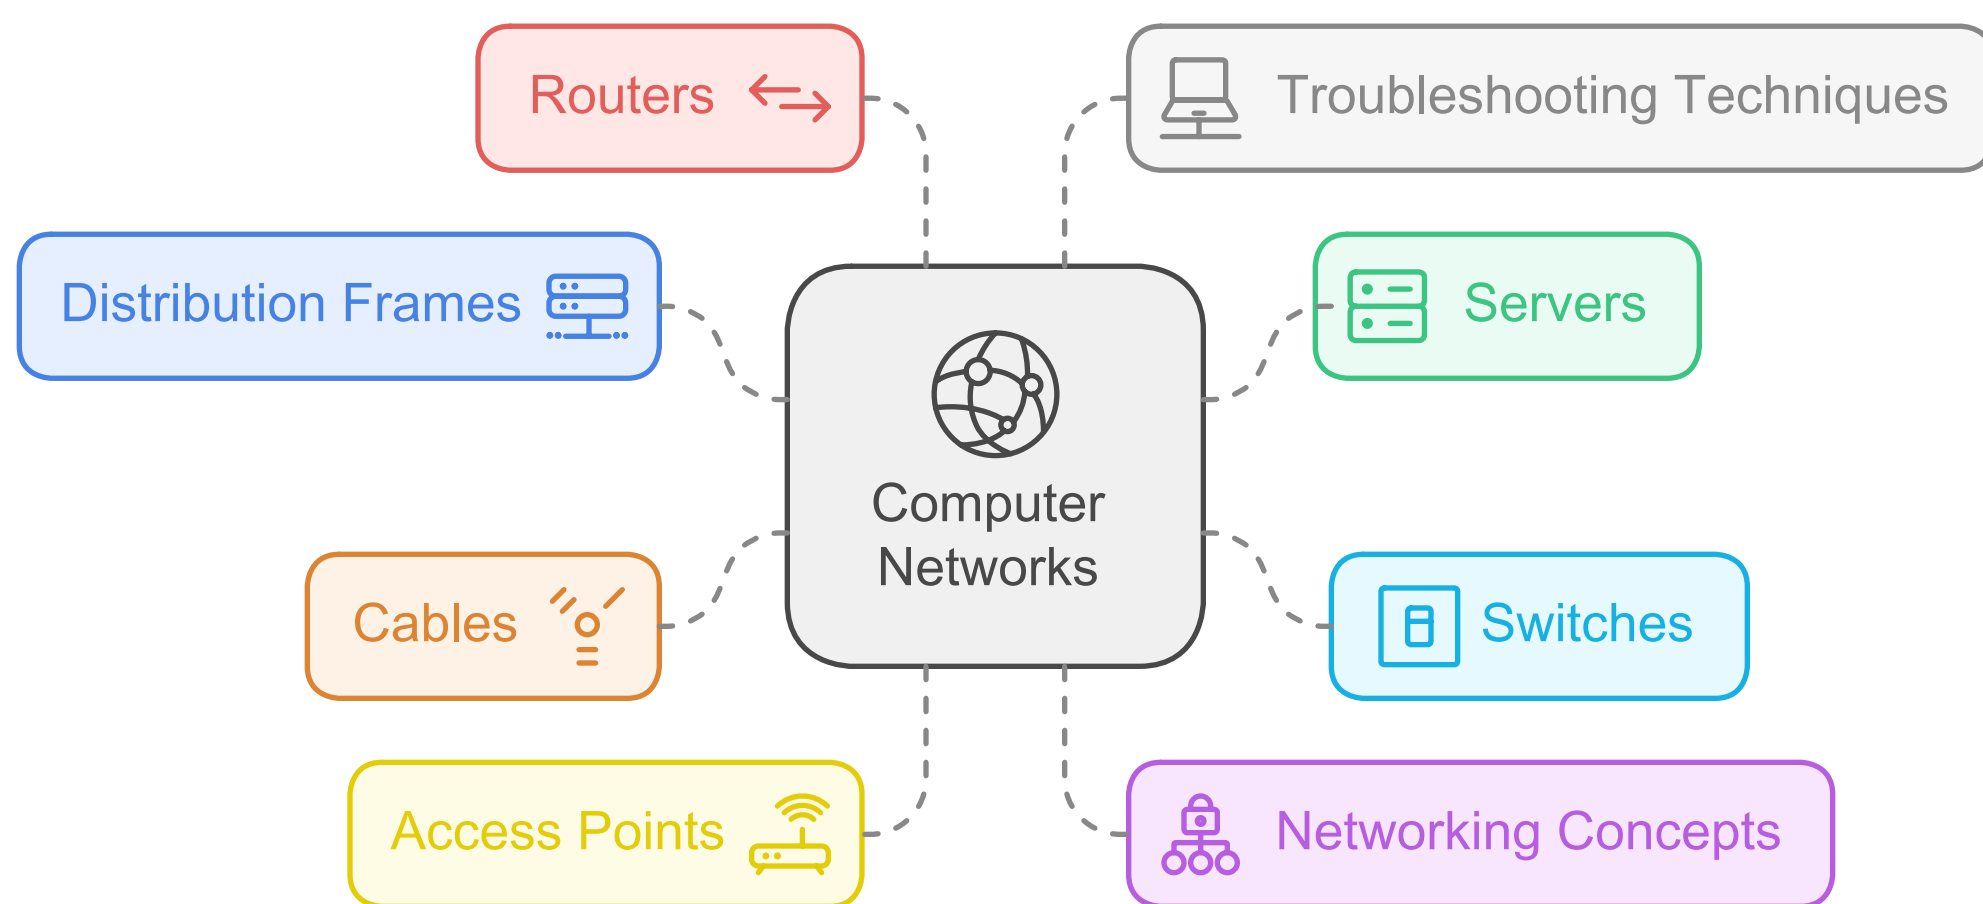 Routers
Troubleshooting Techniques
Distribution Frames
Servers
Computer
Networks
Cables
Switches
Access Points
Networking Concepts